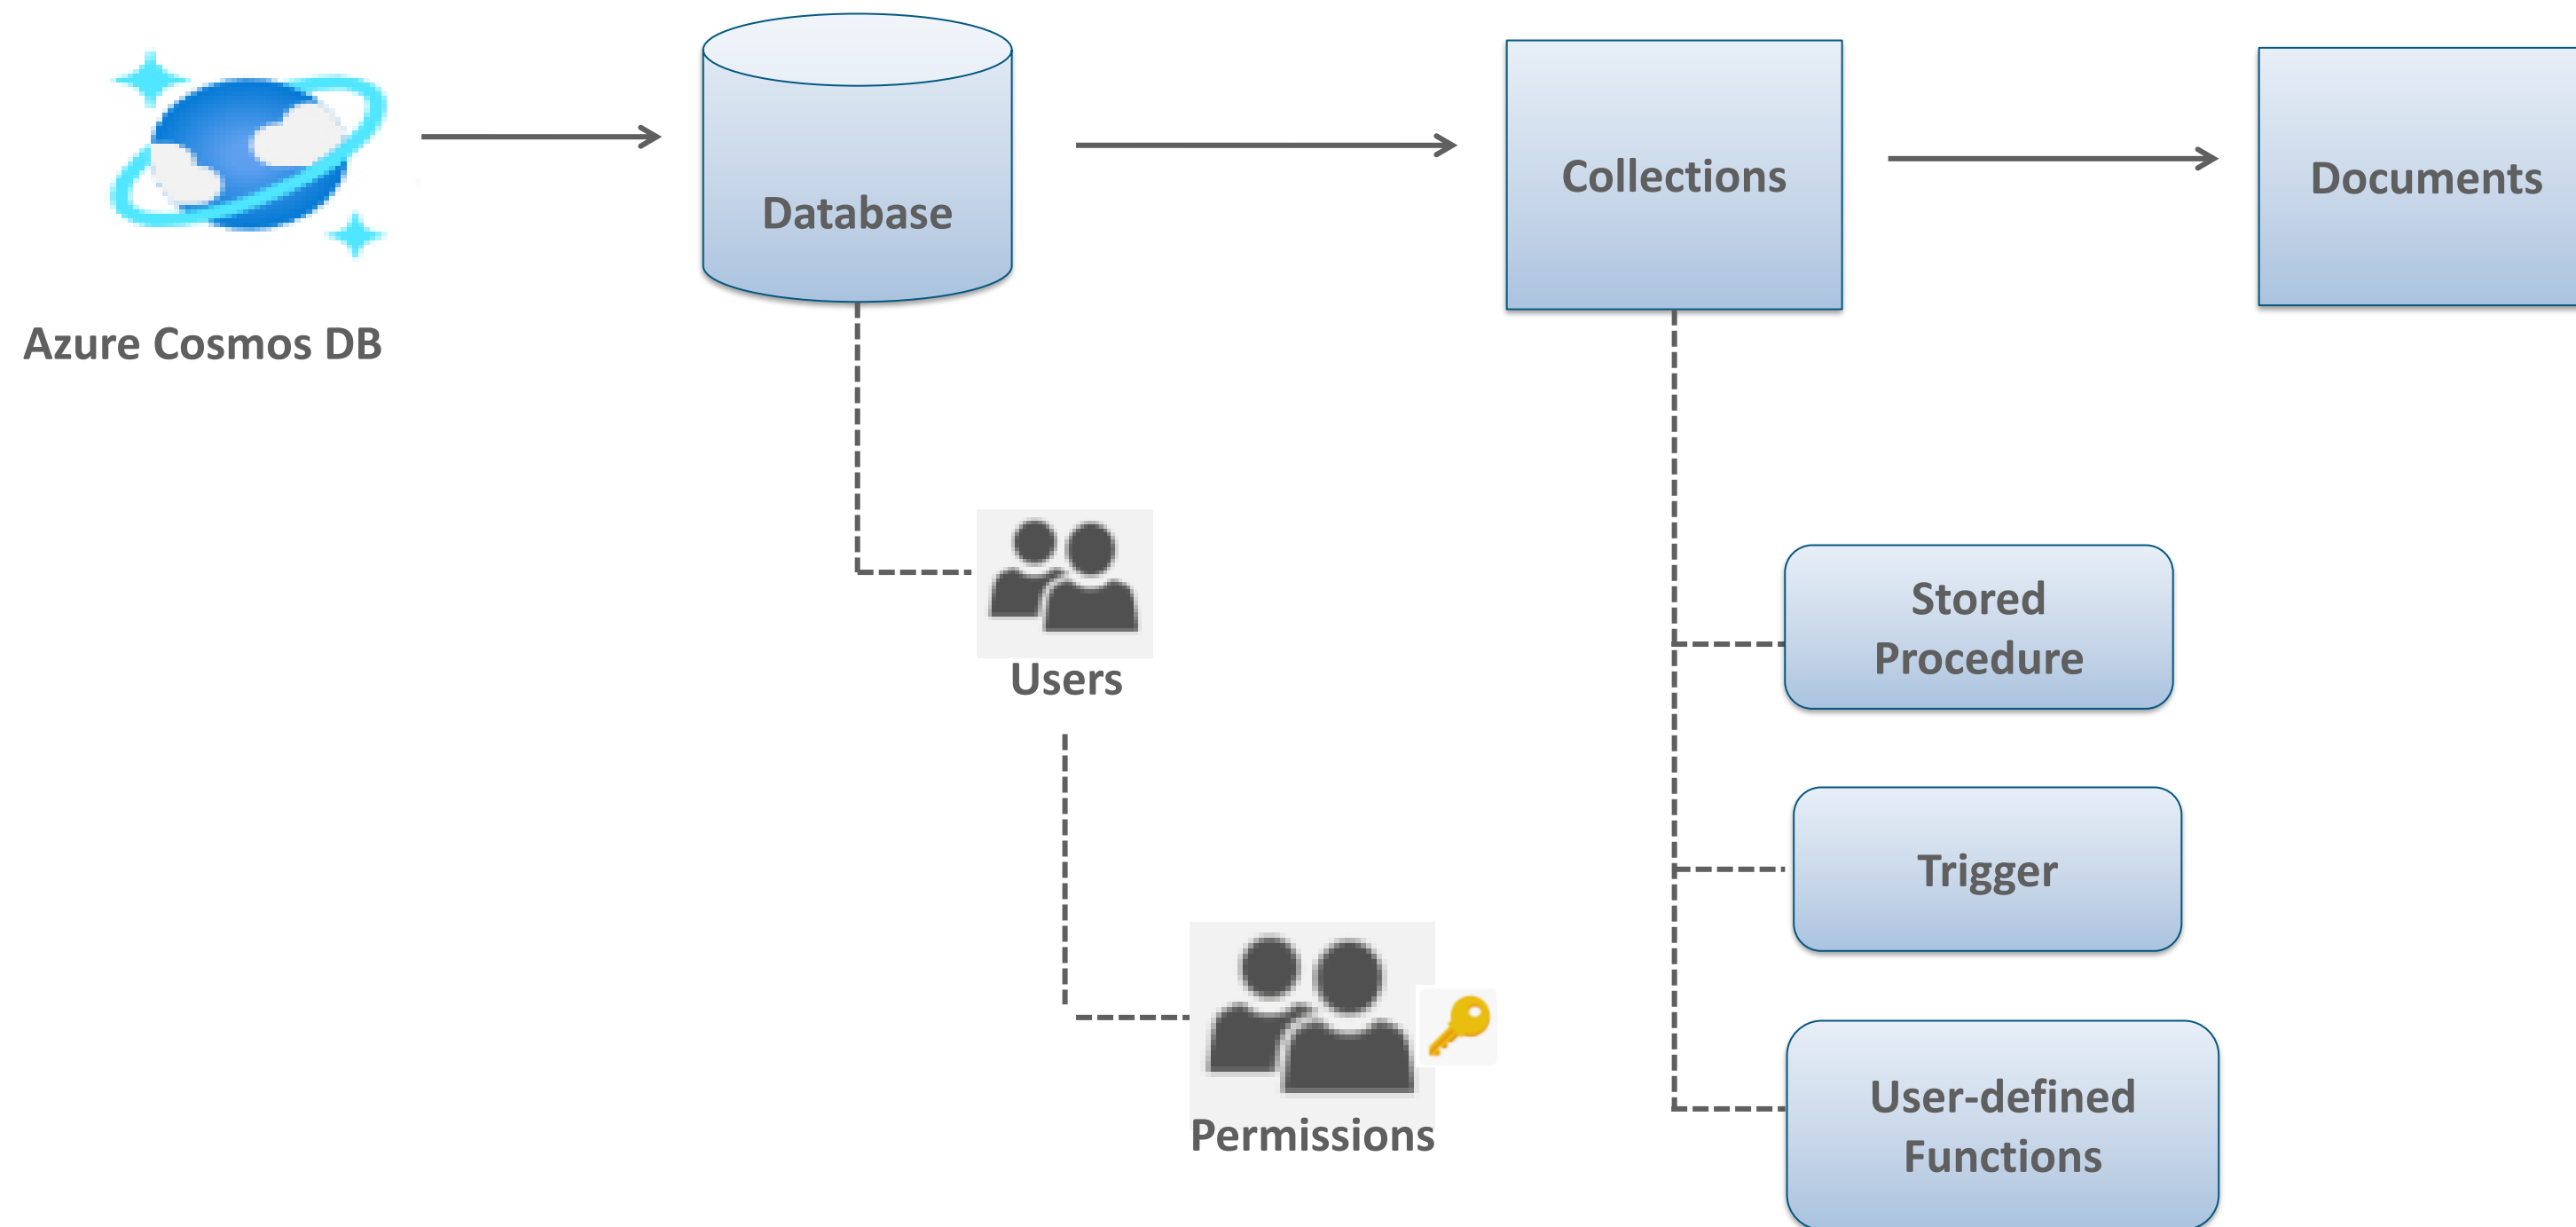 Azure Cosmos DB
Database
Collections
Documents
Users
Permissions
Stored
Procedure
Trigger
User-defined
Functions